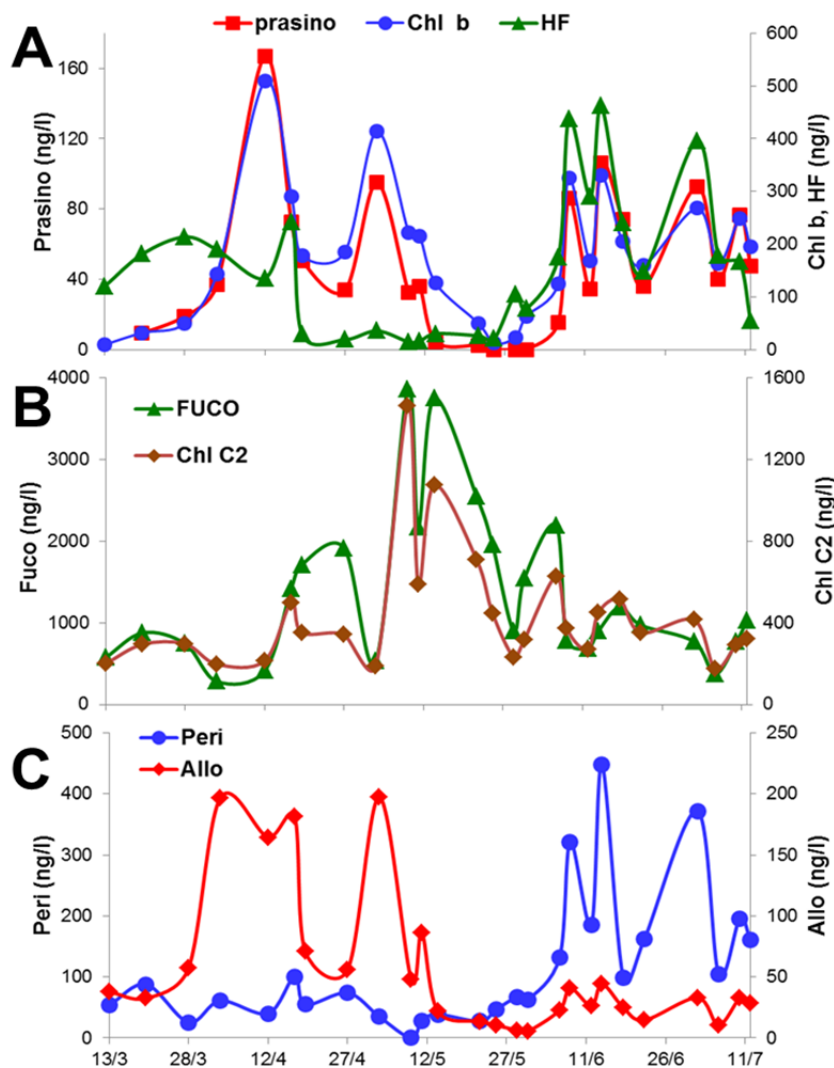 A
prasino Chl b HF
Prasino (ng/l)
160
120
80
40
0
600
500
400
300
200
100
0
Chl b, HF (ng/l)
B
FUCO
Chl C2
Fuco (ng/l)
4000
3000
2000
1000
0
1600
1200
800
400
0
Chl C2 (ng/l)
C
Peri
Allo
Peri (ng/l)
500
400
300
200
100
0
250
200
150
100
50
0
Allo (ng/l)
13/3 28/3 12/4 27/4 12/5 27/5 11/6 26/6 11/7